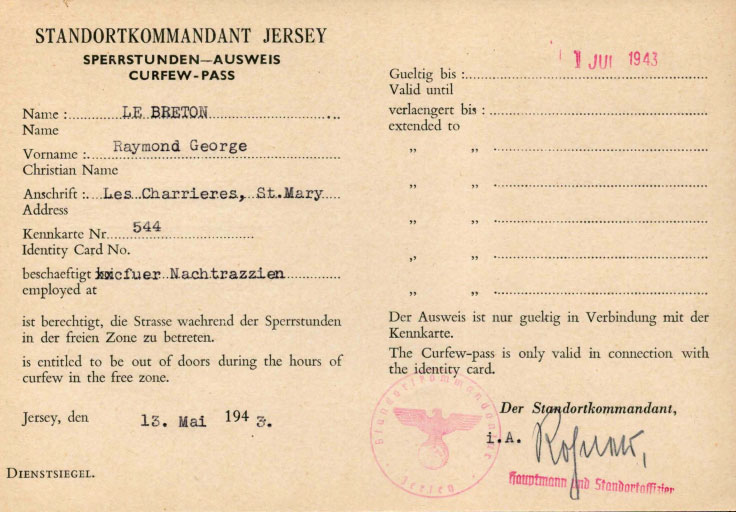 STANDORTKOMMANDANT JERSEY
SPERRSTUNDEN—AUSWEIS
CURFEW-PASS
Name : LE BRETON
Name
Vorname : Raymond George
Christian Name
Anschrift : Les Charrieres, St.Mary
Address
Kennkarte Nr 544
Identity Card No.
beschaeftigt fuer Nachtrazzien
employed at
ist berechtigt, die Strasse waehrend der Sperrstunden
in der freien Zone zu betreten.
is entitled to be out of doors during the hours of
curfew in the free zone.
Jersey, den 13. Mai 1943.
DIENSTSIEGEL.
Gueltig bis : 1 JUL 1943
Valid until
verlaengert bis :
extended to
„ „
„ „
„ „
„ „
„ „
Der Ausweis ist nur gueltig in Verbindung mit der
Kennkarte.
The Curfew-pass is only valid in connection with
the identity card.
Standortkommandantur
Jersey
Der Standortkommandant,
i.A.
Hauptmann und Standortoffizier